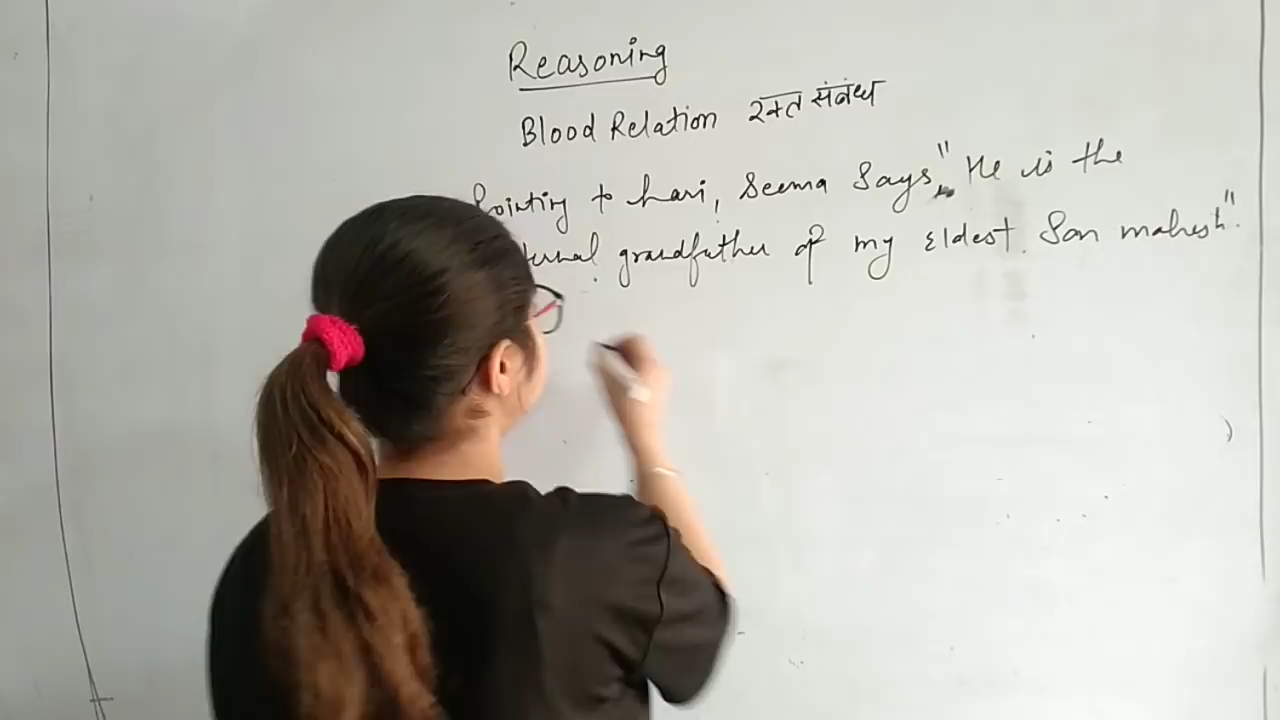 Reasoning
Blood Relation रक्त संबंध
Pointing to hari, Seema Says," He is the
grandfather of my Eldest Son mahesh".